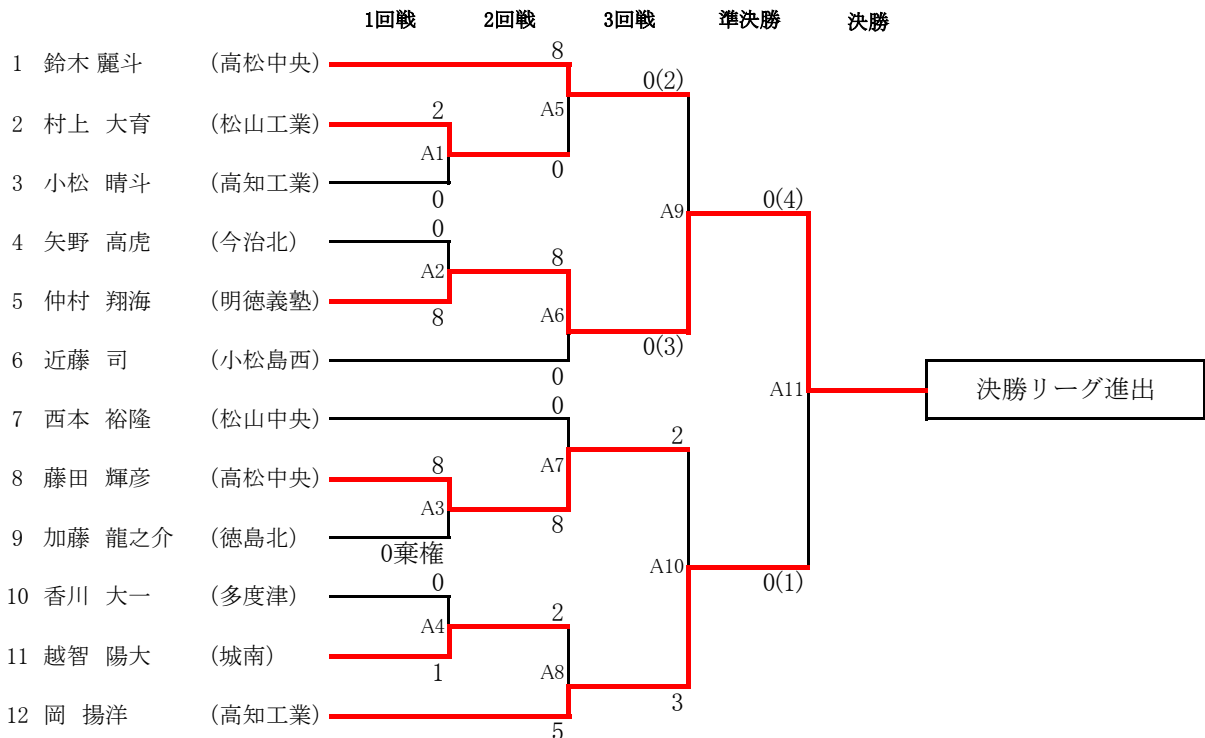 1回戦 2回戦 3回戦 準決勝 決勝
8
1 鈴木 麗斗 (高松中央)
0(2)
2
A5
2 村上 大育 (松山工業)
A1
0
3 小松 晴斗 (高知工業)
0
A9 0(4)
0
4 矢野 高虎 (今治北)
8
A2
5 仲村 翔海 (明徳義塾)
8
A6
0(3)
6 近藤 司 (小松島西)
0
A11 決勝リーグ進出
0
7 西本 裕隆 (松山中央)
2
8
A7
8 藤田 輝彦 (高松中央)
A3
8
9 加藤 龍之介 (徳島北)
0棄権
A10
0
0(1)
10 香川 大一 (多度津)
2
A4
11 越智 陽大 (城南)
1
A8
3
12 岡 揚洋 (高知工業)
5